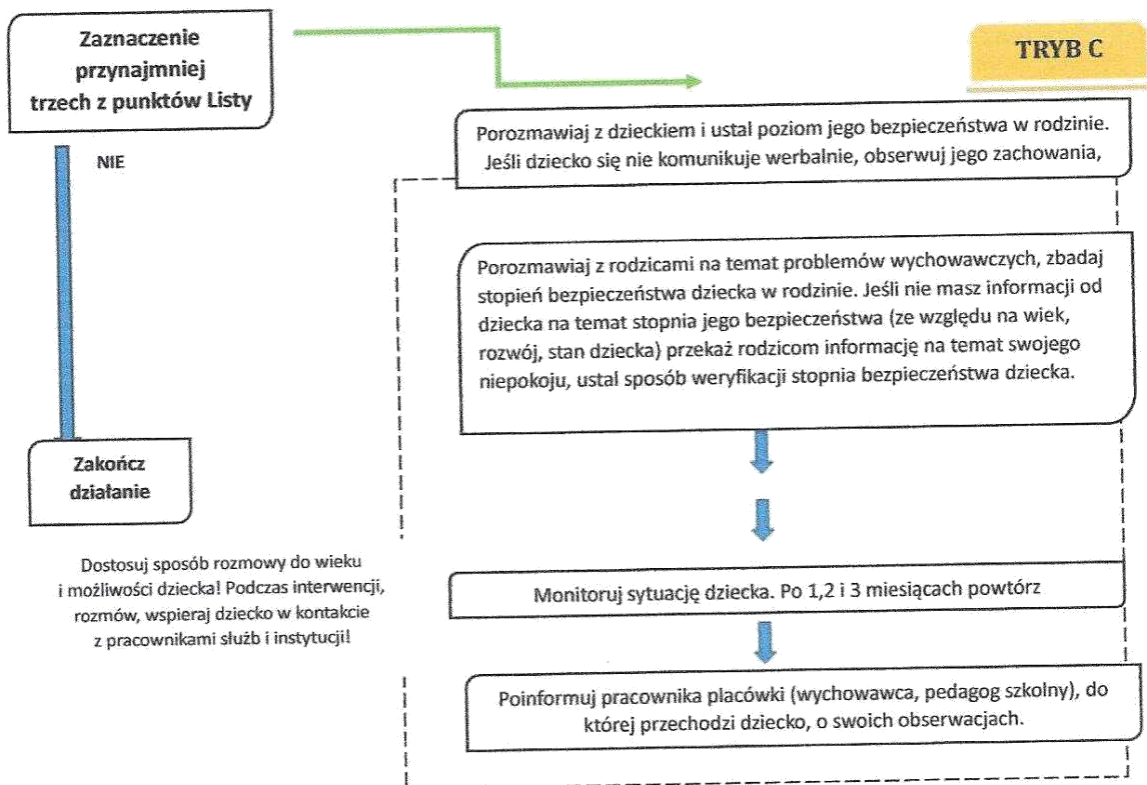 Zaznaczenie
przynajmniej
trzech z punktów Listy
TRYB C
NIE
Porozmawiaj z dzieckiem i ustal poziom jego bezpieczeństwa w rodzinie.
Jeśli dziecko się nie komunikuje werbalnie, obserwuj jego zachowania,
Porozmawiaj z rodzicami na temat problemów wychowawczych, zbadaj
stopień bezpieczeństwa dziecka w rodzinie. Jeśli nie masz informacji od
dziecka na temat stopnia jego bezpieczeństwa (ze względu na wiek,
rozwój, stan dziecka) przekaż rodzicom informację na temat swojego
niepokoju, ustal sposób weryfikacji stopnia bezpieczeństwa dziecka.
Zakończ
działanie
Dostosuj sposób rozmowy do wieku
i możliwości dziecka! Podczas interwencji,
rozmów, wspieraj dziecko w kontakcie
z pracownikami służb i instytucji!
Monitoruj sytuację dziecka. Po 1,2 i 3 miesiącach powtórz
Poinformuj pracownika placówki (wychowawca, pedagog szkolny), do
której przechodzi dziecko, o swoich obserwacjach.